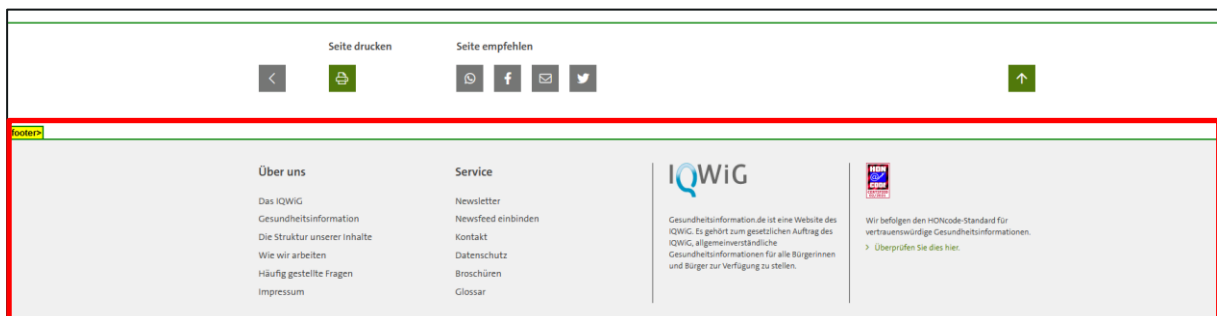 Seite drucken
Seite empfehlen
footer>
Über uns
Das IQWiG
Gesundheitsinformation
Die Struktur unserer Inhalte
Wie wir arbeiten
Häufig gestellte Fragen
Impressum
Service
Newsletter
Newsfeed einbinden
Kontakt
Datenschutz
Broschüren
Glossar
IQWiG
Gesundheitsinformation.de ist eine Website des
IQWiG. Es gehört zum gesetzlichen Auftrag des
IQWiG, allgemeinverständliche
Gesundheitsinformationen für alle Bürgerinnen
und Bürger zur Verfügung zu stellen.
HON
@
CODE
Wir befolgen den HONcode-Standard für
vertrauenswürdige Gesundheitsinformationen.
> Überprüfen Sie dies hier.